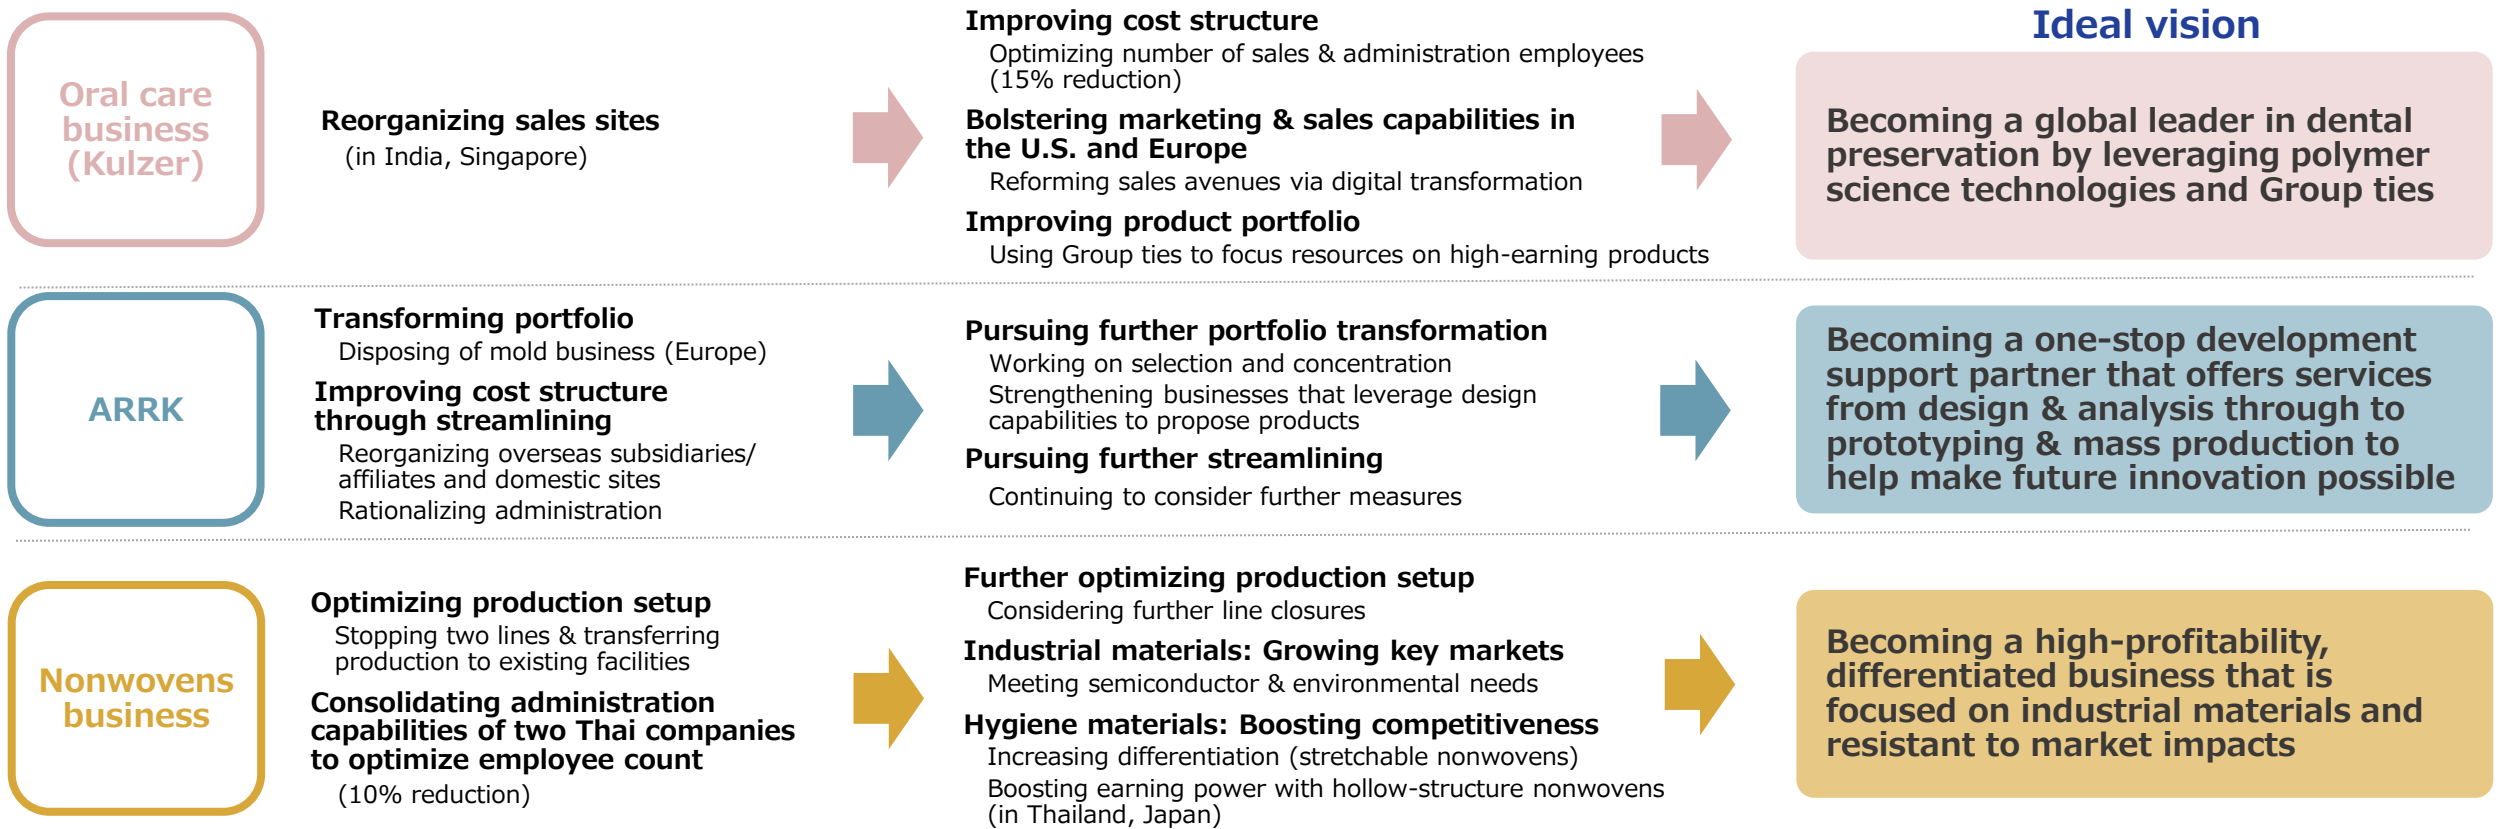 Ideal vision
Oral care
business
(Kulzer)
Reorganizing sales sites
(in India, Singapore)
Improving cost structure
Optimizing number of sales & administration employees
(15% reduction)
Bolstering marketing & sales capabilities in
the U.S. and Europe
Reforming sales avenues via digital transformation
Improving product portfolio
Using Group ties to focus resources on high-earning products
Becoming a global leader in dental
preservation by leveraging polymer
science technologies and Group ties
ARRK
Transforming portfolio
Disposing of mold business (Europe)
Improving cost structure
through streamlining
Reorganizing overseas subsidiaries/
affiliates and domestic sites
Rationalizing administration
Pursuing further portfolio transformation
Working on selection and concentration
Strengthening businesses that leverage design
capabilities to propose products
Pursuing further streamlining
Continuing to consider further measures
Becoming a one-stop development
support partner that offers services
from design & analysis through to
prototyping & mass production to
help make future innovation possible
Nonwovens
business
Optimizing production setup
Stopping two lines & transferring
production to existing facilities
Consolidating administration
capabilities of two Thai companies
to optimize employee count
(10% reduction)
Further optimizing production setup
Considering further line closures
Industrial materials: Growing key markets
Meeting semiconductor & environmental needs
Hygiene materials: Boosting competitiveness
Increasing differentiation (stretchable nonwovens)
Boosting earning power with hollow-structure nonwovens
(in Thailand, Japan)
Becoming a high-profitability,
differentiated business that is
focused on industrial materials and
resistant to market impacts